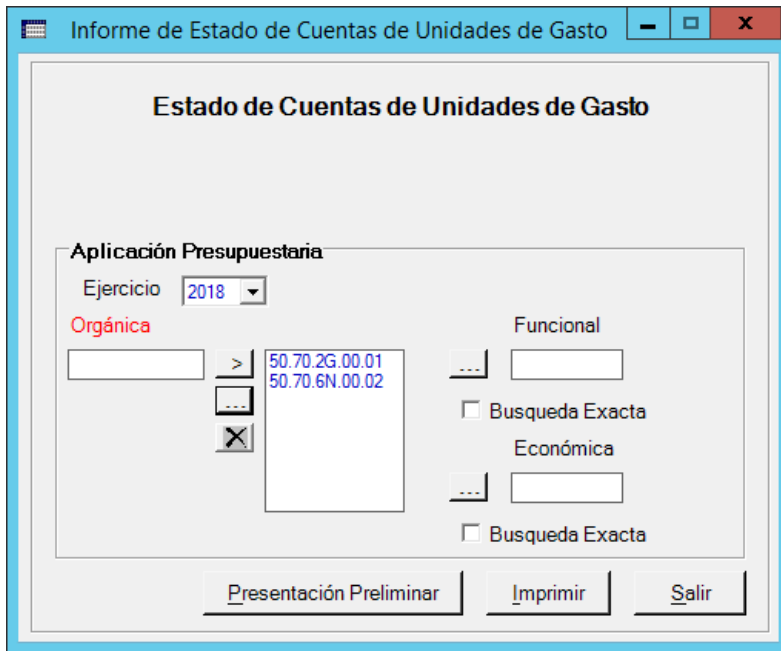 Informe de Estado de Cuentas de Unidades de Gasto
Estado de Cuentas de Unidades de Gasto
Aplicación Presupuestaria
Ejercicio 2018
Orgánica
Funcional
>
50.70.2G.00.01
50.70.6N.00.02
...
...
X
Busqueda Exacta
Económica
...
Busqueda Exacta
Presentación Preliminar Imprimir Salir